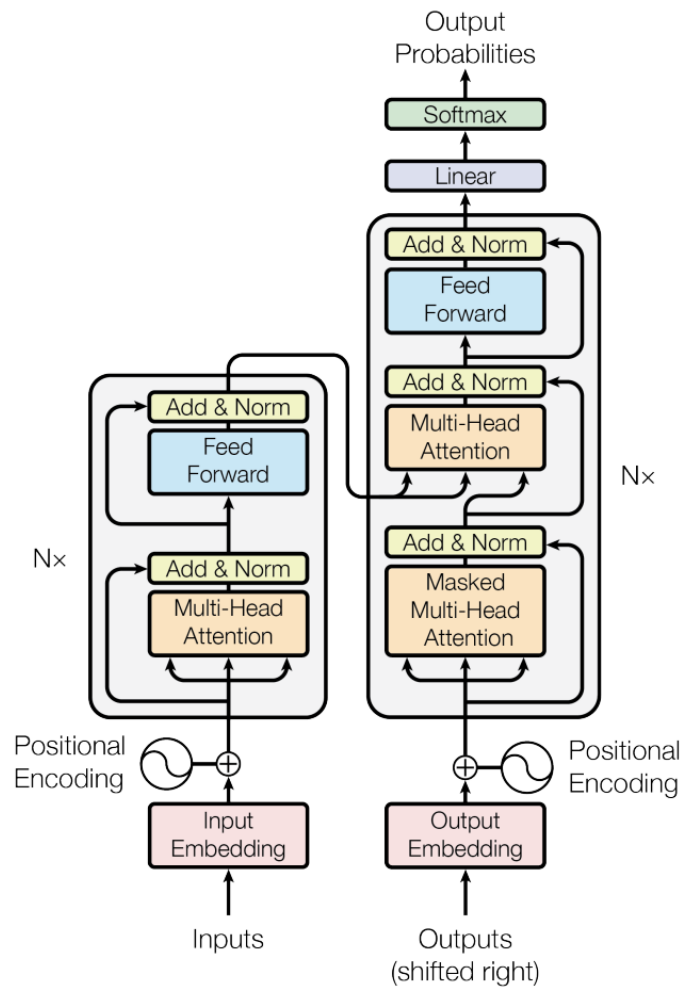 Output
Probabilities
Softmax
Linear
Add & Norm
Feed
Forward
Add & Norm
Multi-Head
Attention
Add & Norm
Masked
Multi-Head
Attention
N×
Add & Norm
Feed
Forward
Add & Norm
Multi-Head
Attention
N×
Positional
Encoding
Positional
Encoding
Input
Embedding
Output
Embedding
Inputs
Outputs
(shifted right)